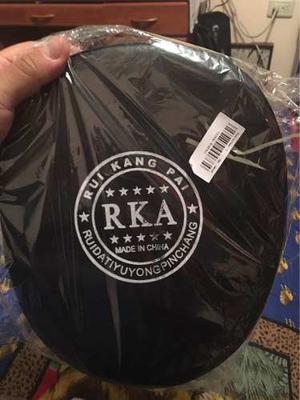 RUI KANG PAI
★★★★★
RKA
★★★★★
MADE IN CHINA
RUIDATIYUYONGPINCHANG